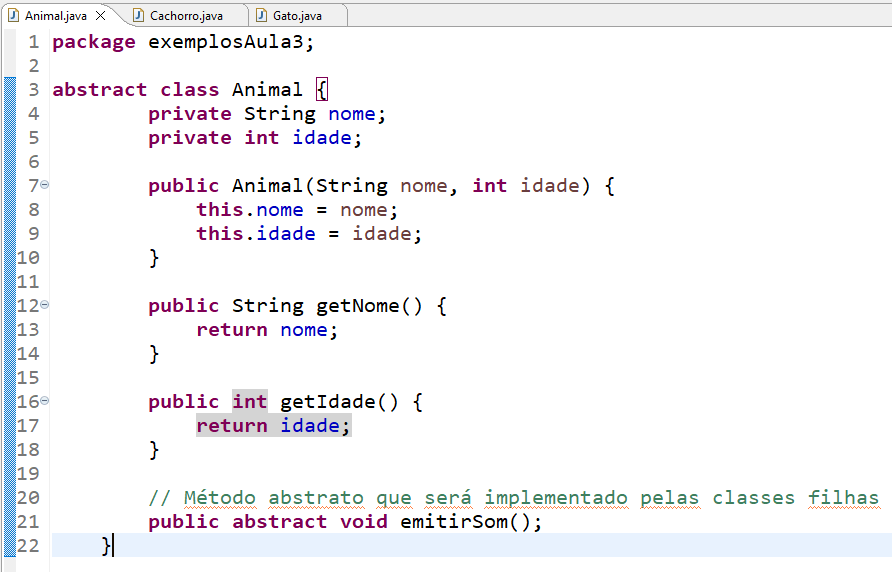 Animal.java Cachorro.java Gato.java
1 package exemplosAula3;
2
3 abstract class Animal {
4 private String nome;
5 private int idade;
6
7 public Animal(String nome, int idade) {
8 this.nome = nome;
9 this.idade = idade;
10 }
11
12 public String getNome() {
13 return nome;
14 }
15
16 public int getIdade() {
17 return idade;
18 }
19
20 // Método abstrato que será implementado pelas classes filhas
21 public abstract void emitirSom();
22 }